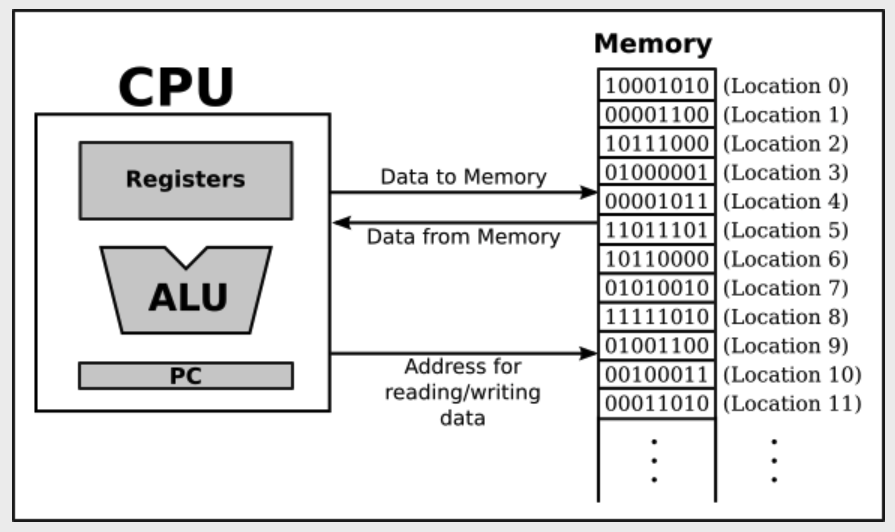 CPU
Registers
ALU
PC
Data to Memory
Data from Memory
Address for
reading/writing
data
Memory
10001010 (Location 0)
00001100 (Location 1)
10111000 (Location 2)
01000001 (Location 3)
00001011 (Location 4)
11011101 (Location 5)
10110000 (Location 6)
01010010 (Location 7)
11111010 (Location 8)
01001100 (Location 9)
00100011 (Location 10)
00011010 (Location 11)